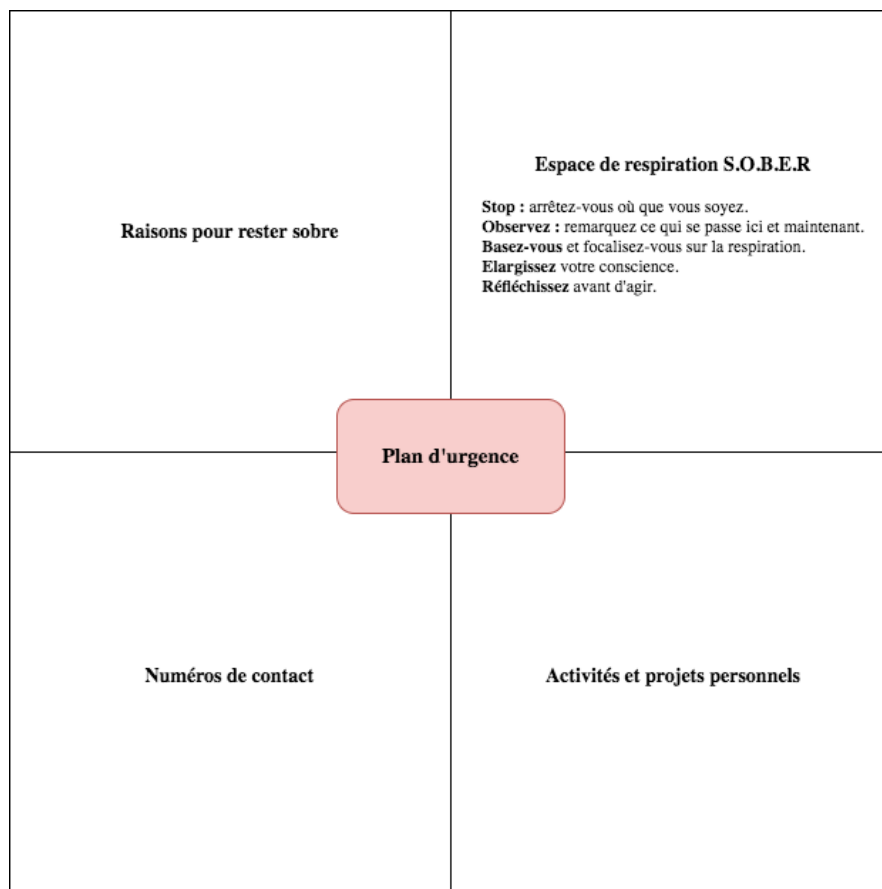 Raisons pour rester sobre
Espace de respiration S.O.B.E.R
Stop : arrêtez-vous où que vous soyez.
Observez : remarquez ce qui se passe ici et maintenant.
Basez-vous et focalisez-vous sur la respiration.
Elargissez votre conscience.
Réfléchissez avant d'agir.
Plan d'urgence
Numéros de contact
Activités et projets personnels